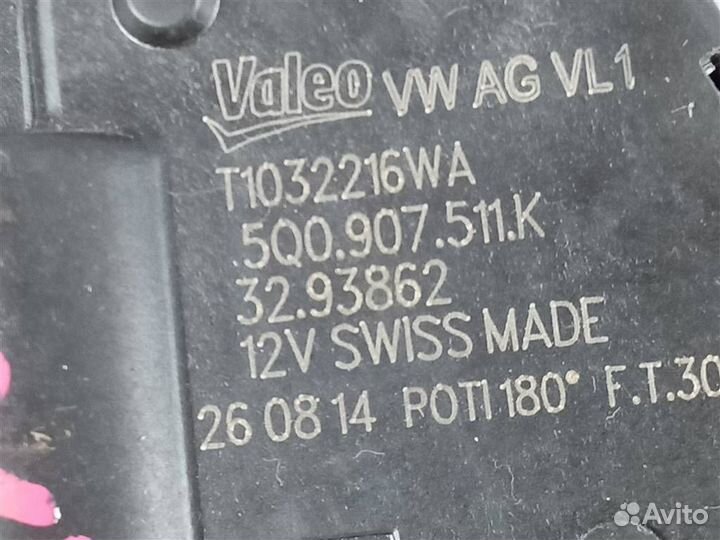 Valeo VW AG VL1
T1032216WA
5Q0.907.511.K
32.93862
12V SWISS MADE
26 08 14 POTI 180° F.T.30
Avito